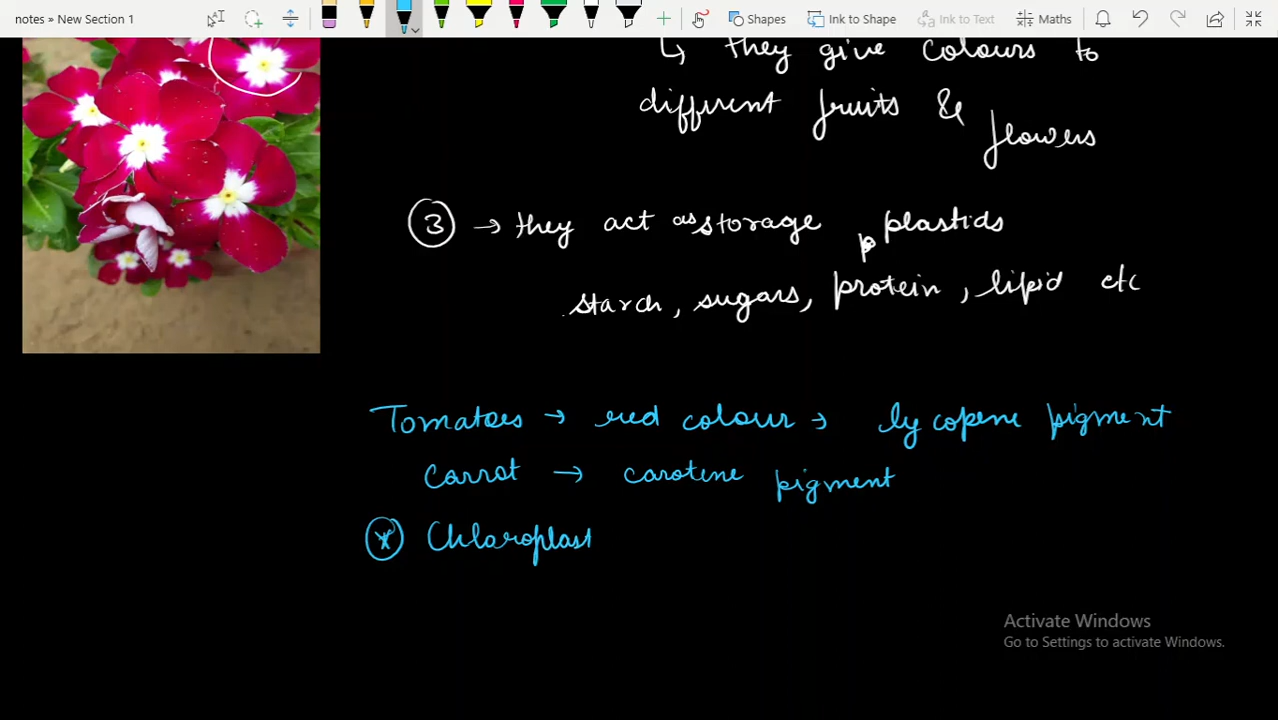 notes » New Section 1
Shapes Ink to Shape Ink to Text Maths
↳ they give colours to
different fruits & flowers
③ → they act as storage plastids
starch, sugars, protein, lipid etc
Tomatoes → red colour → lycopene pigment
Carrot → carotene pigment
Chlaroplast
Activate Windows
Go to Settings to activate Windows.